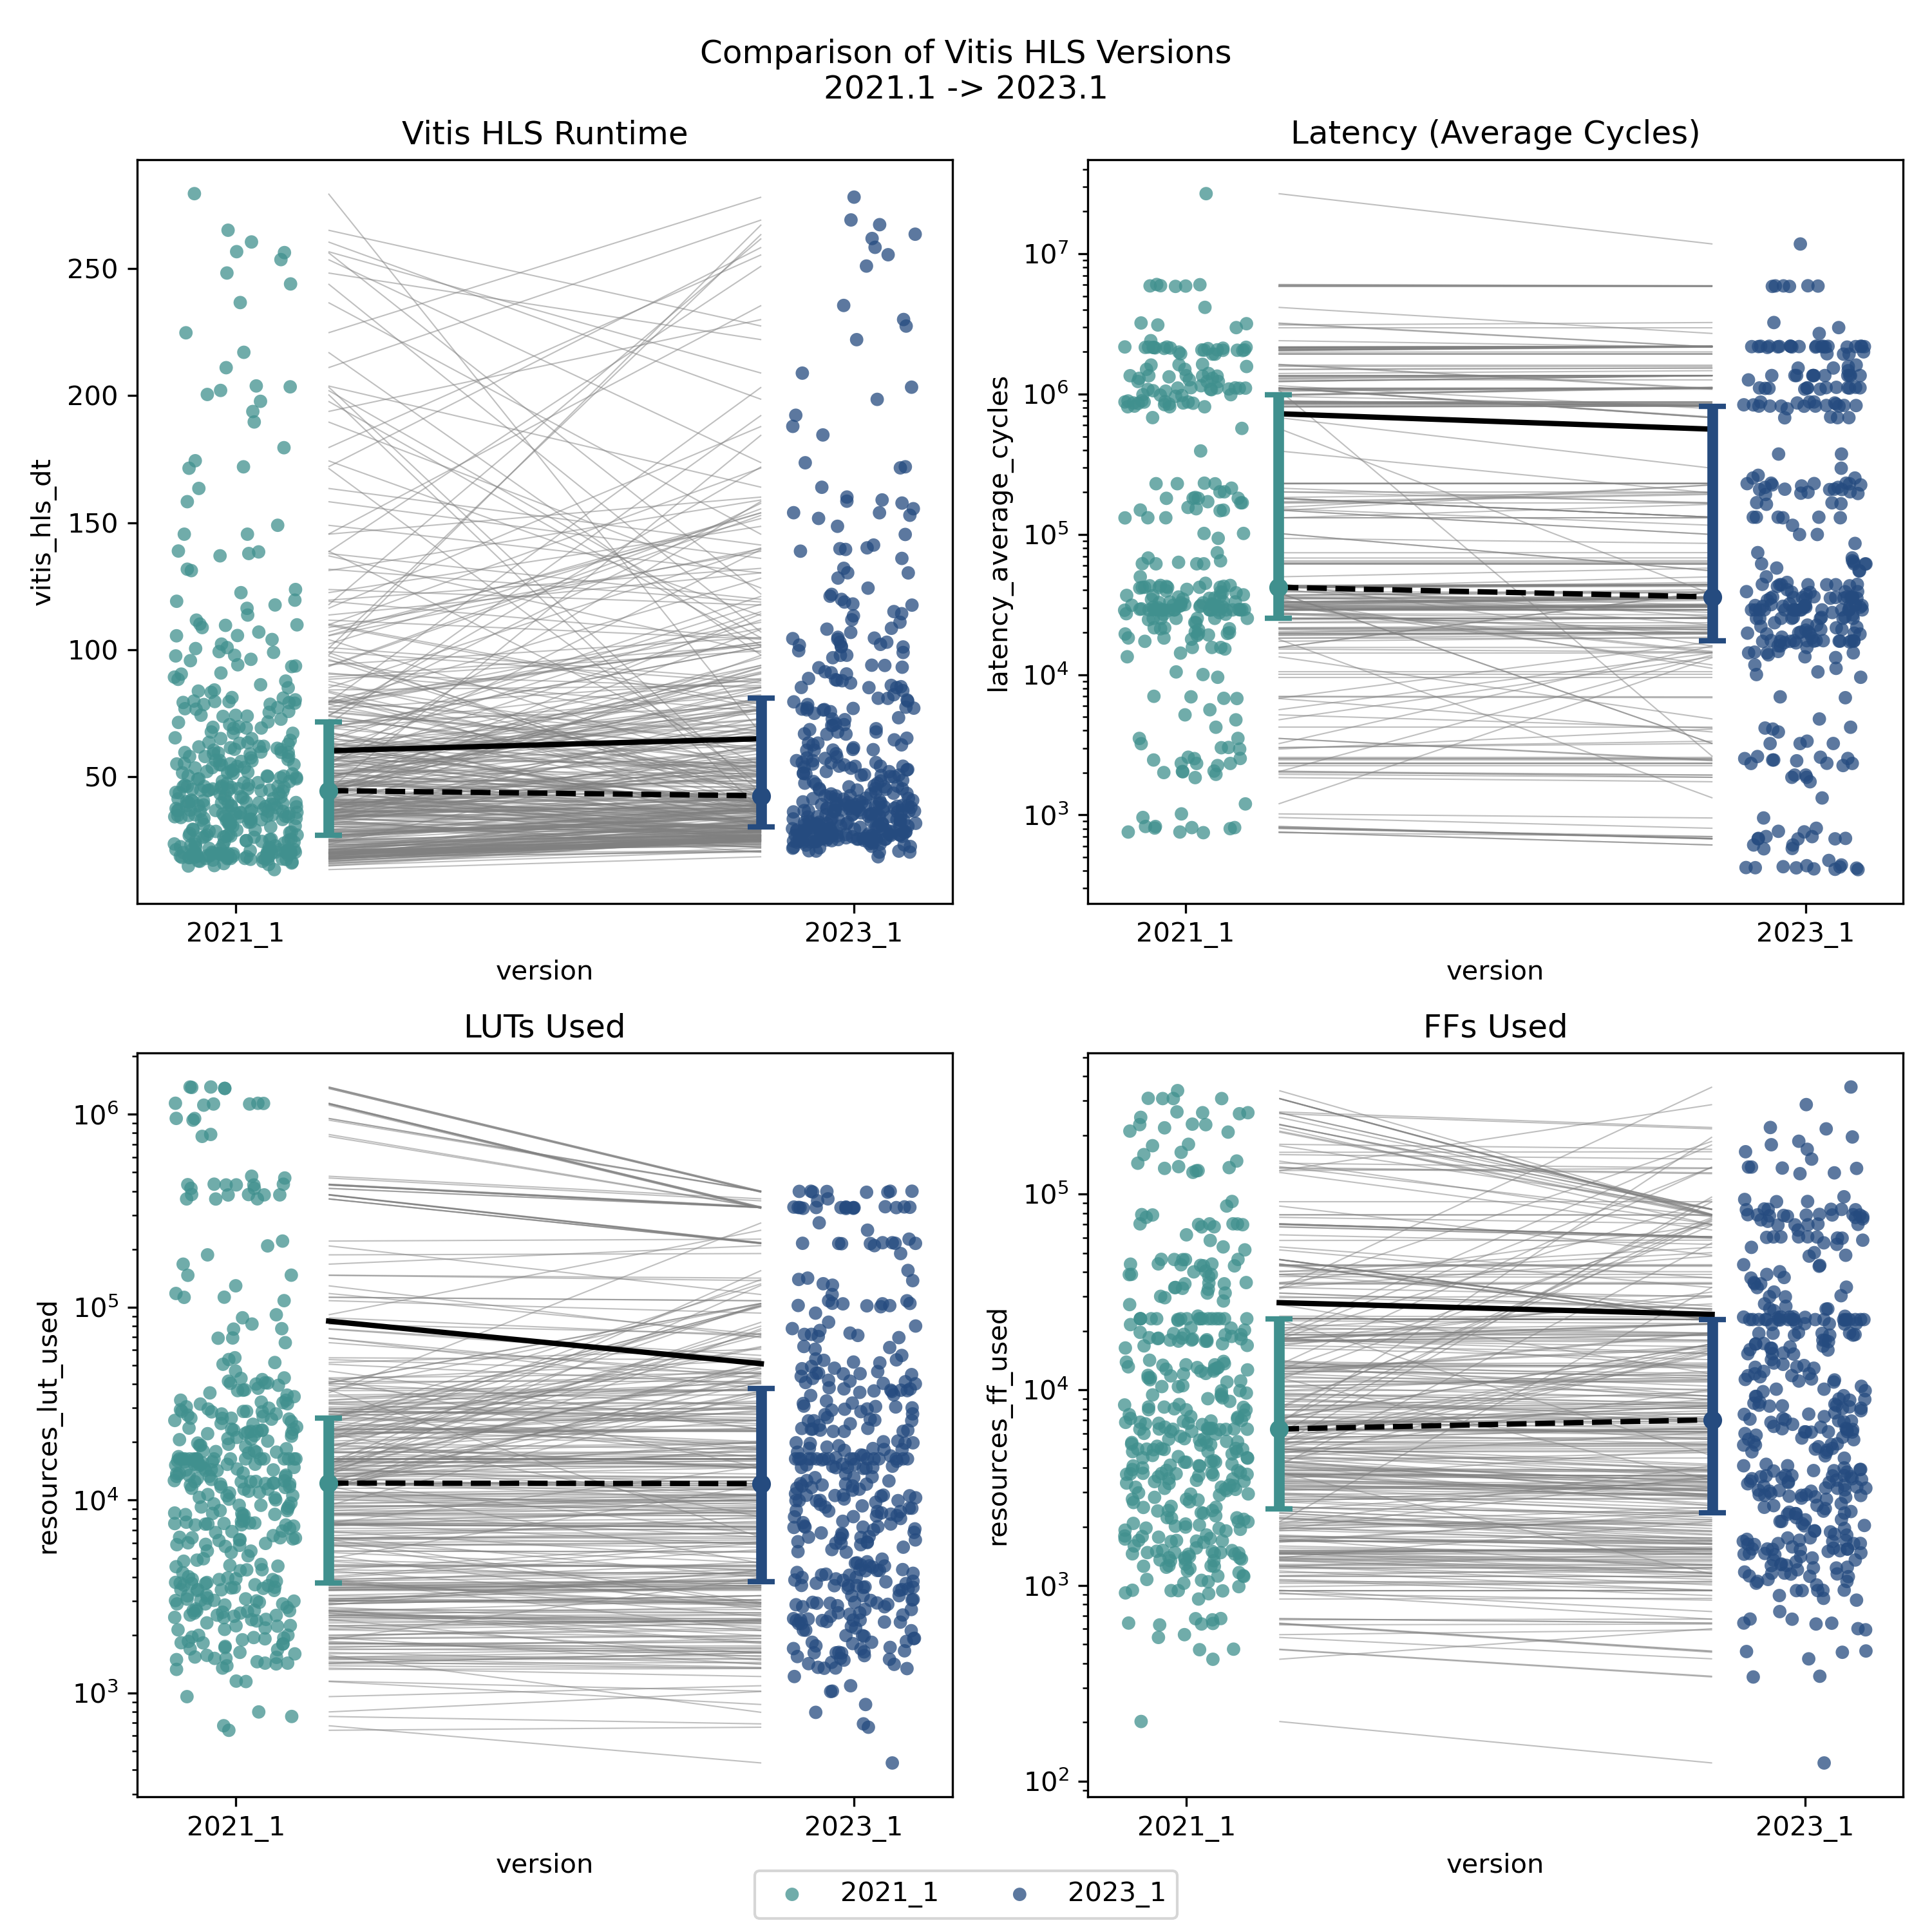 Comparison of Vitis HLS Versions
2021.1 -> 2023.1
Vitis HLS Runtime
vitis_hls_dt
250
200
150
100
50
2021_1
2023_1
version
Latency (Average Cycles)
latency_average_cycles
10⁷
10⁶
10⁵
10⁴
10³
2021_1
2023_1
version
LUTs Used
resources_lut_used
10⁶
10⁵
10⁴
10³
2021_1
2023_1
version
FFs Used
resources_ff_used
10⁵
10⁴
10³
10²
2021_1
2023_1
version
2021_1
2023_1